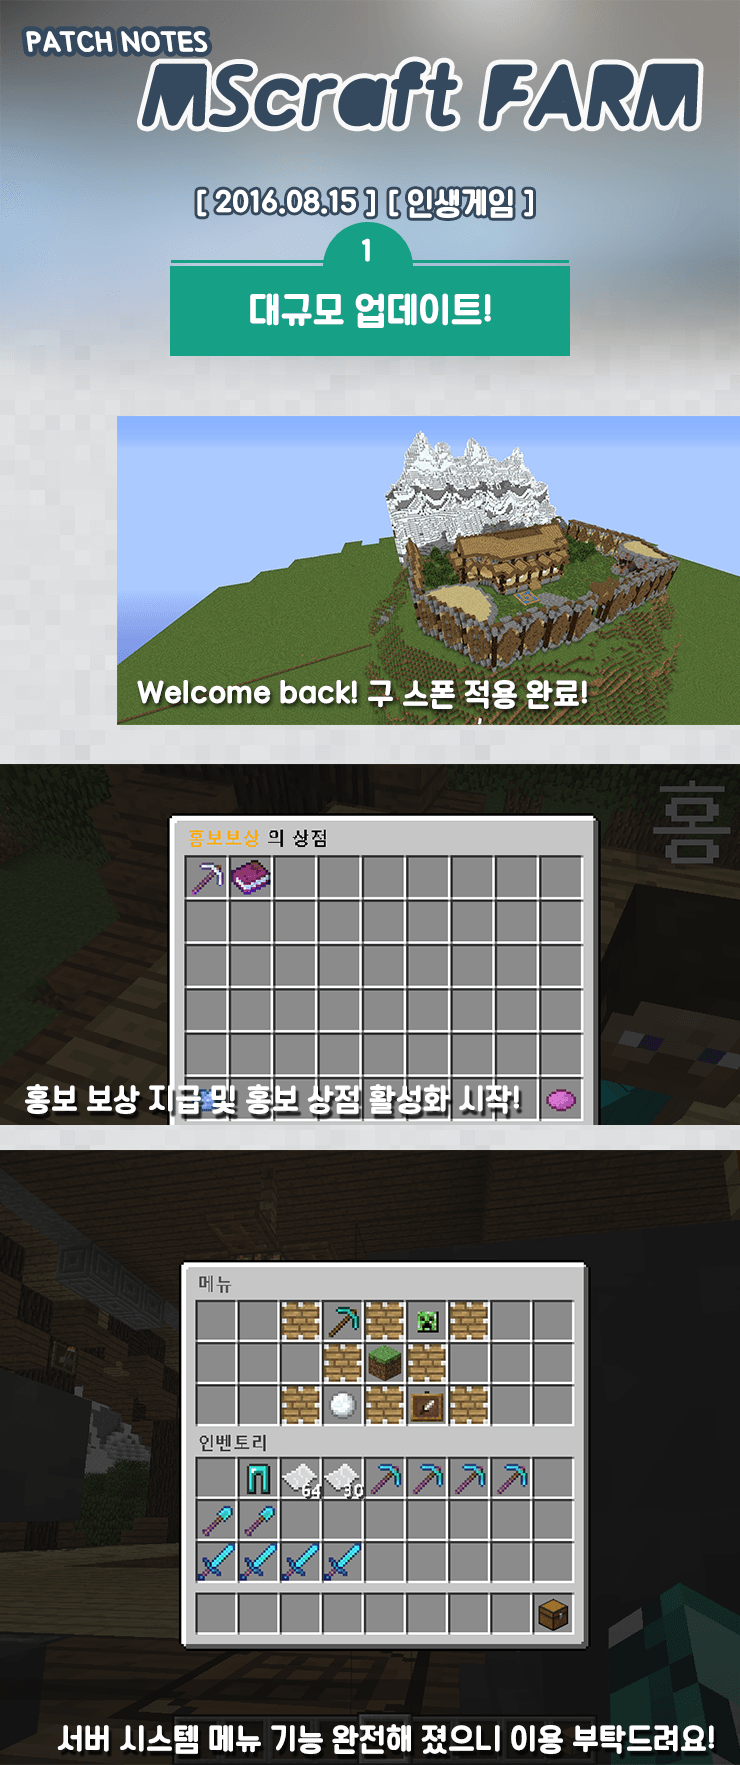 PATCH NOTES
MScraft FARM
[ 2016.08.15 ] [ 인생게임 ]
1
대규모 업데이트!
Welcome back! 구 스폰 적용 완료!
홈
홍보보상 의 상점
홍보 보상 지급 및 홍보 상점 활성화 시작!
메뉴
인벤토리
64
30
서버 시스템 메뉴 기능 완전해 졌으니 이용 부탁드려요!